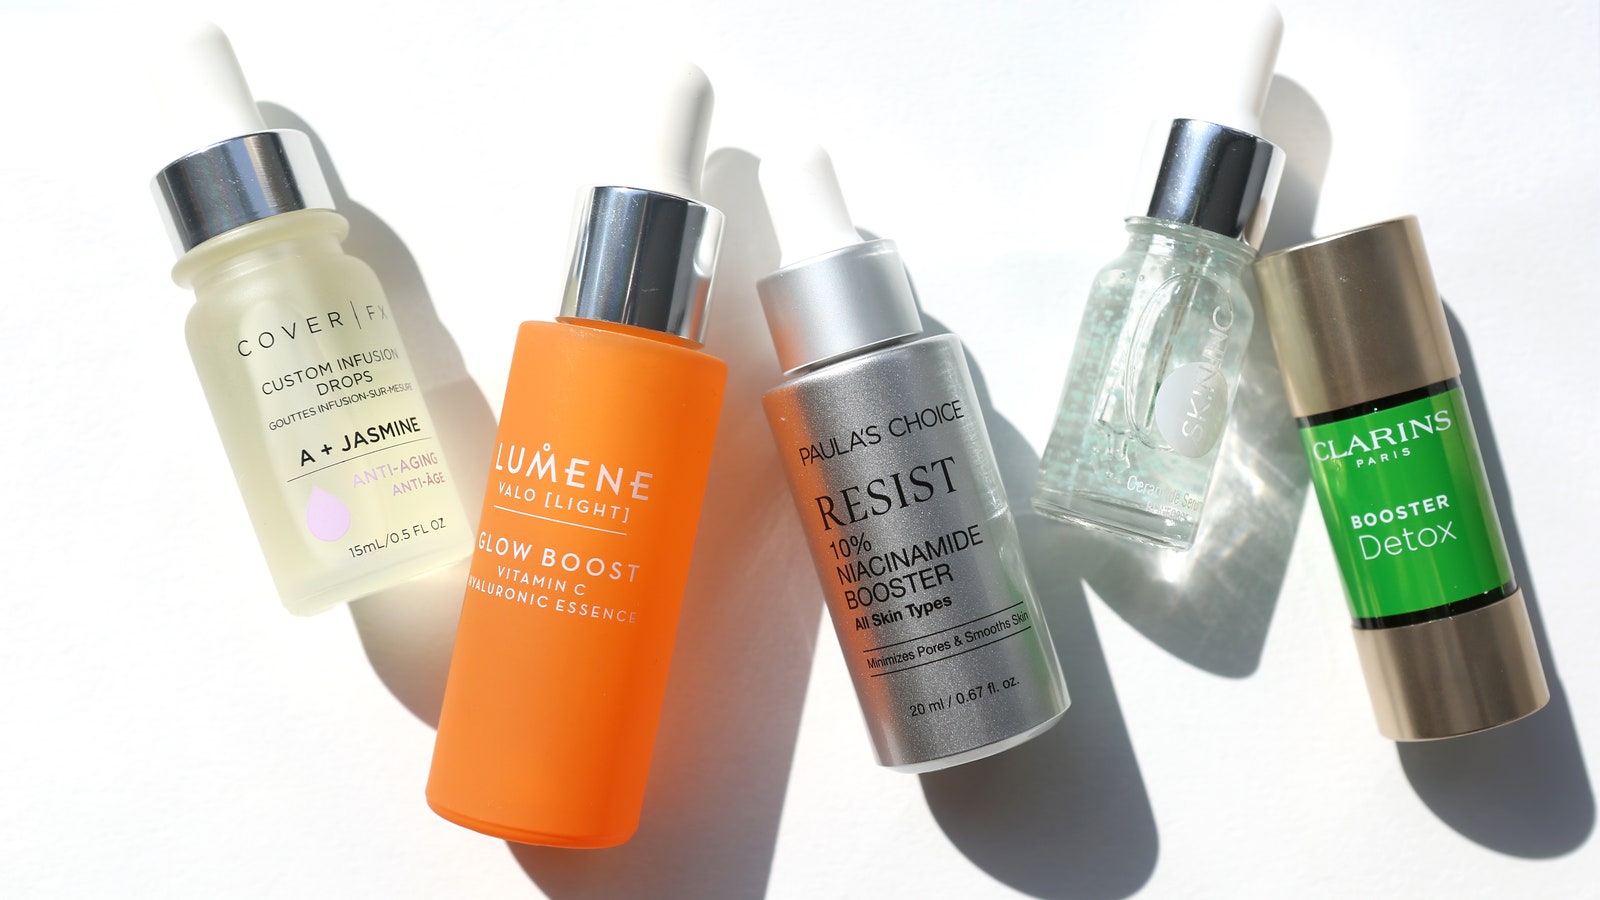 COVER | FX
CUSTOM INFUSION
DROPS
GOUTTES INFUSION-SUR-MESURE
A + JASMINE
ANTI-AGING
ANTI-ÂGE
15mL/0.5 FL OZ
LUMENE
VALO [LIGHT]
GLOW BOOST
VITAMIN C
HYALURONIC ESSENCE
PAULA'S CHOICE
RESIST
10%
NIACINAMIDE
BOOSTER
All Skin Types
Minimizes Pores & Smooths Skin
20 ml / 0.67 fl. oz.
SKIN INC
CLARINS
PARIS
BOOSTER
Detox